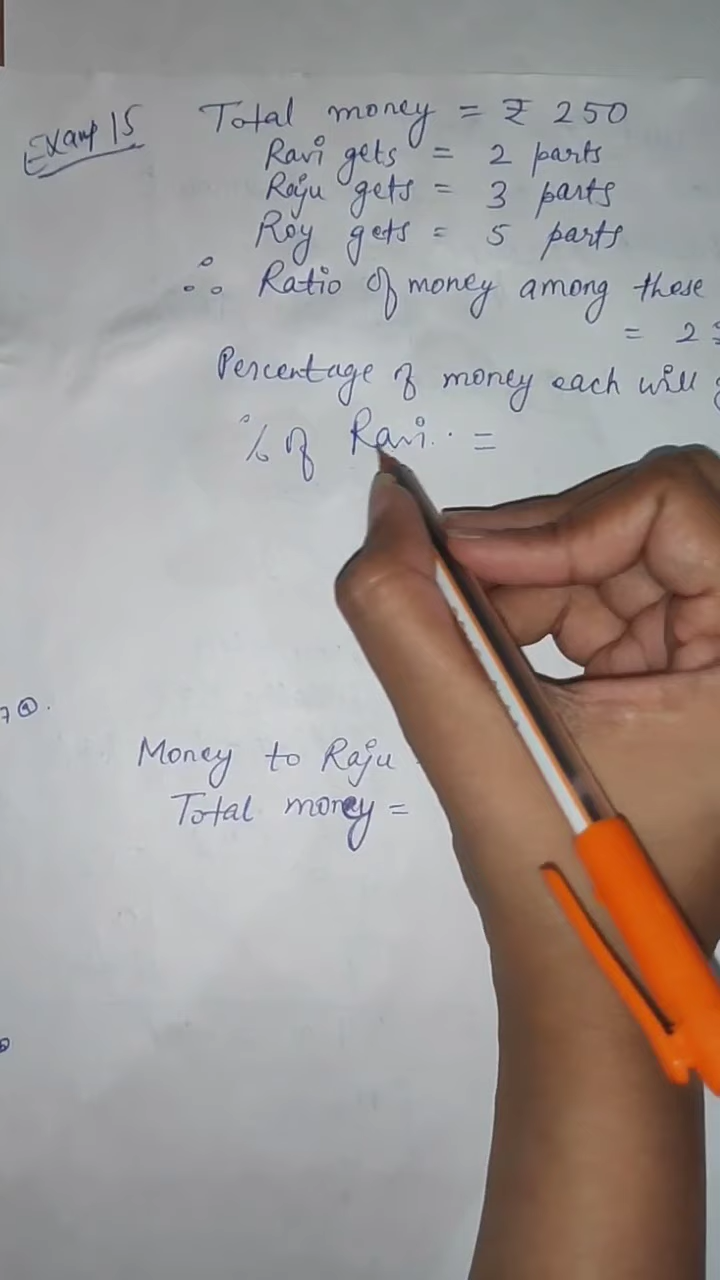 Examp 15 Total money = ₹ 250
Ravi gets = 2 parts
Raju gets = 3 parts
Roy gets = 5 parts
∴ Ratio of money among these
= 2 :
Percentage of money each will
% of Ravi =
7 ⓐ.
Money to Raju
Total money =